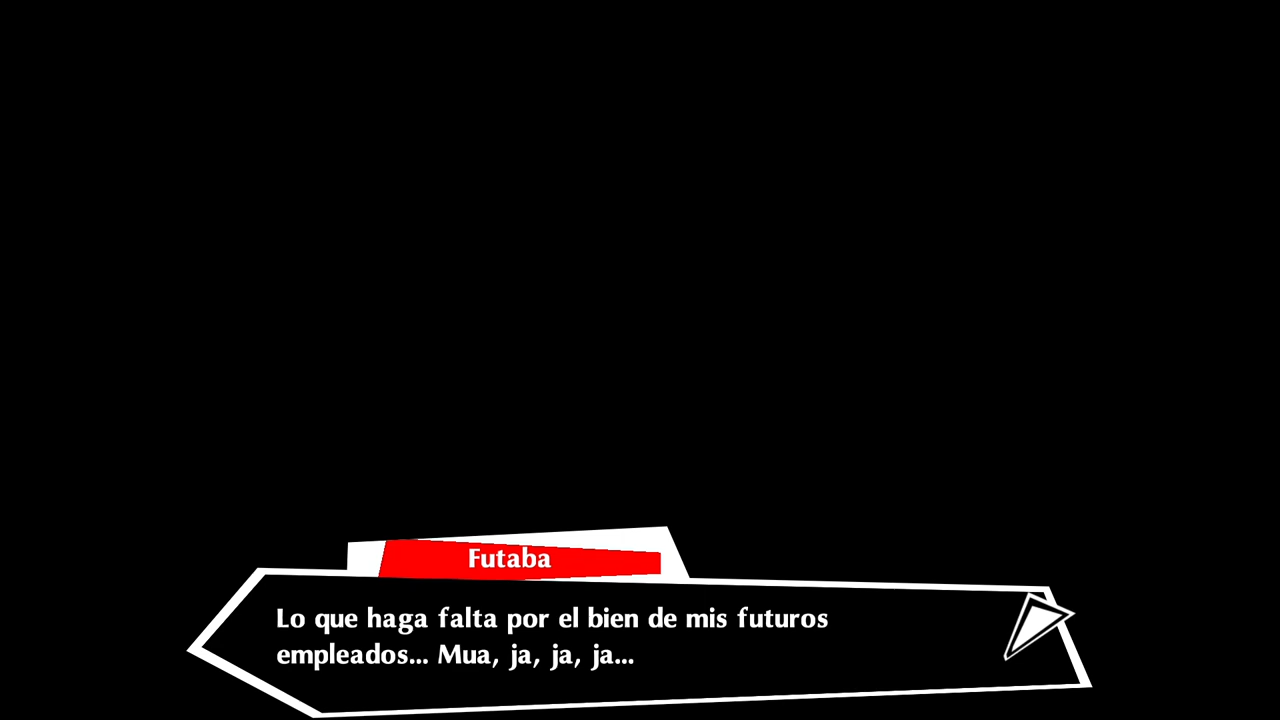 Futaba
Lo que haga falta por el bien de mis futuros
empleados... Mua, ja, ja, ja...